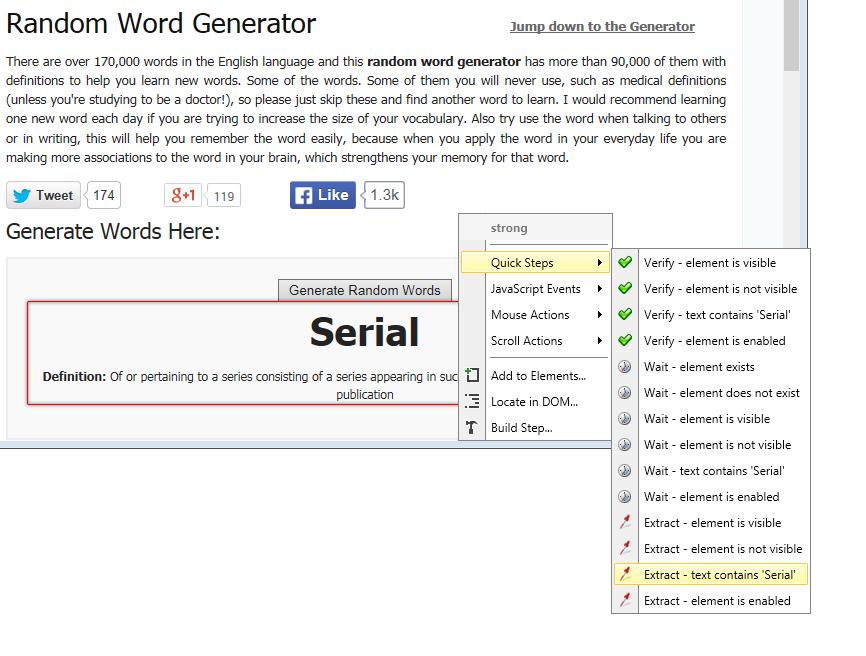 Random Word Generator
Jump down to the Generator
There are over 170,000 words in the English language and this random word generator has more than 90,000 of them with
definitions to help you learn new words. Some of the words. Some of them you will never use, such as medical definitions
(unless you're studying to be a doctor!), so please just skip these and find another word to learn. I would recommend learning
one new word each day if you are trying to increase the size of your vocabulary. Also try use the word when talking to others
or in writing, this will help you remember the word easily, because when you apply the word in your everyday life you are
making more associations to the word in your brain, which strengthens your memory for that word.
Tweet 174
g+1 119
f Like 1.3k
Generate Words Here:
Generate Random Words
Serial
Definition: Of or pertaining to a series consisting of a series appearing in suc
publication
strong
Quick Steps
JavaScript Events
Mouse Actions
Scroll Actions
Add to Elements...
Locate in DOM...
Build Step...
Verify - element is visible
Verify - element is not visible
Verify - text contains 'Serial'
Verify - element is enabled
Wait - element exists
Wait - element does not exist
Wait - element is visible
Wait - element is not visible
Wait - text contains 'Serial'
Wait - element is enabled
Extract - element is visible
Extract - element is not visible
Extract - text contains 'Serial'
Extract - element is enabled